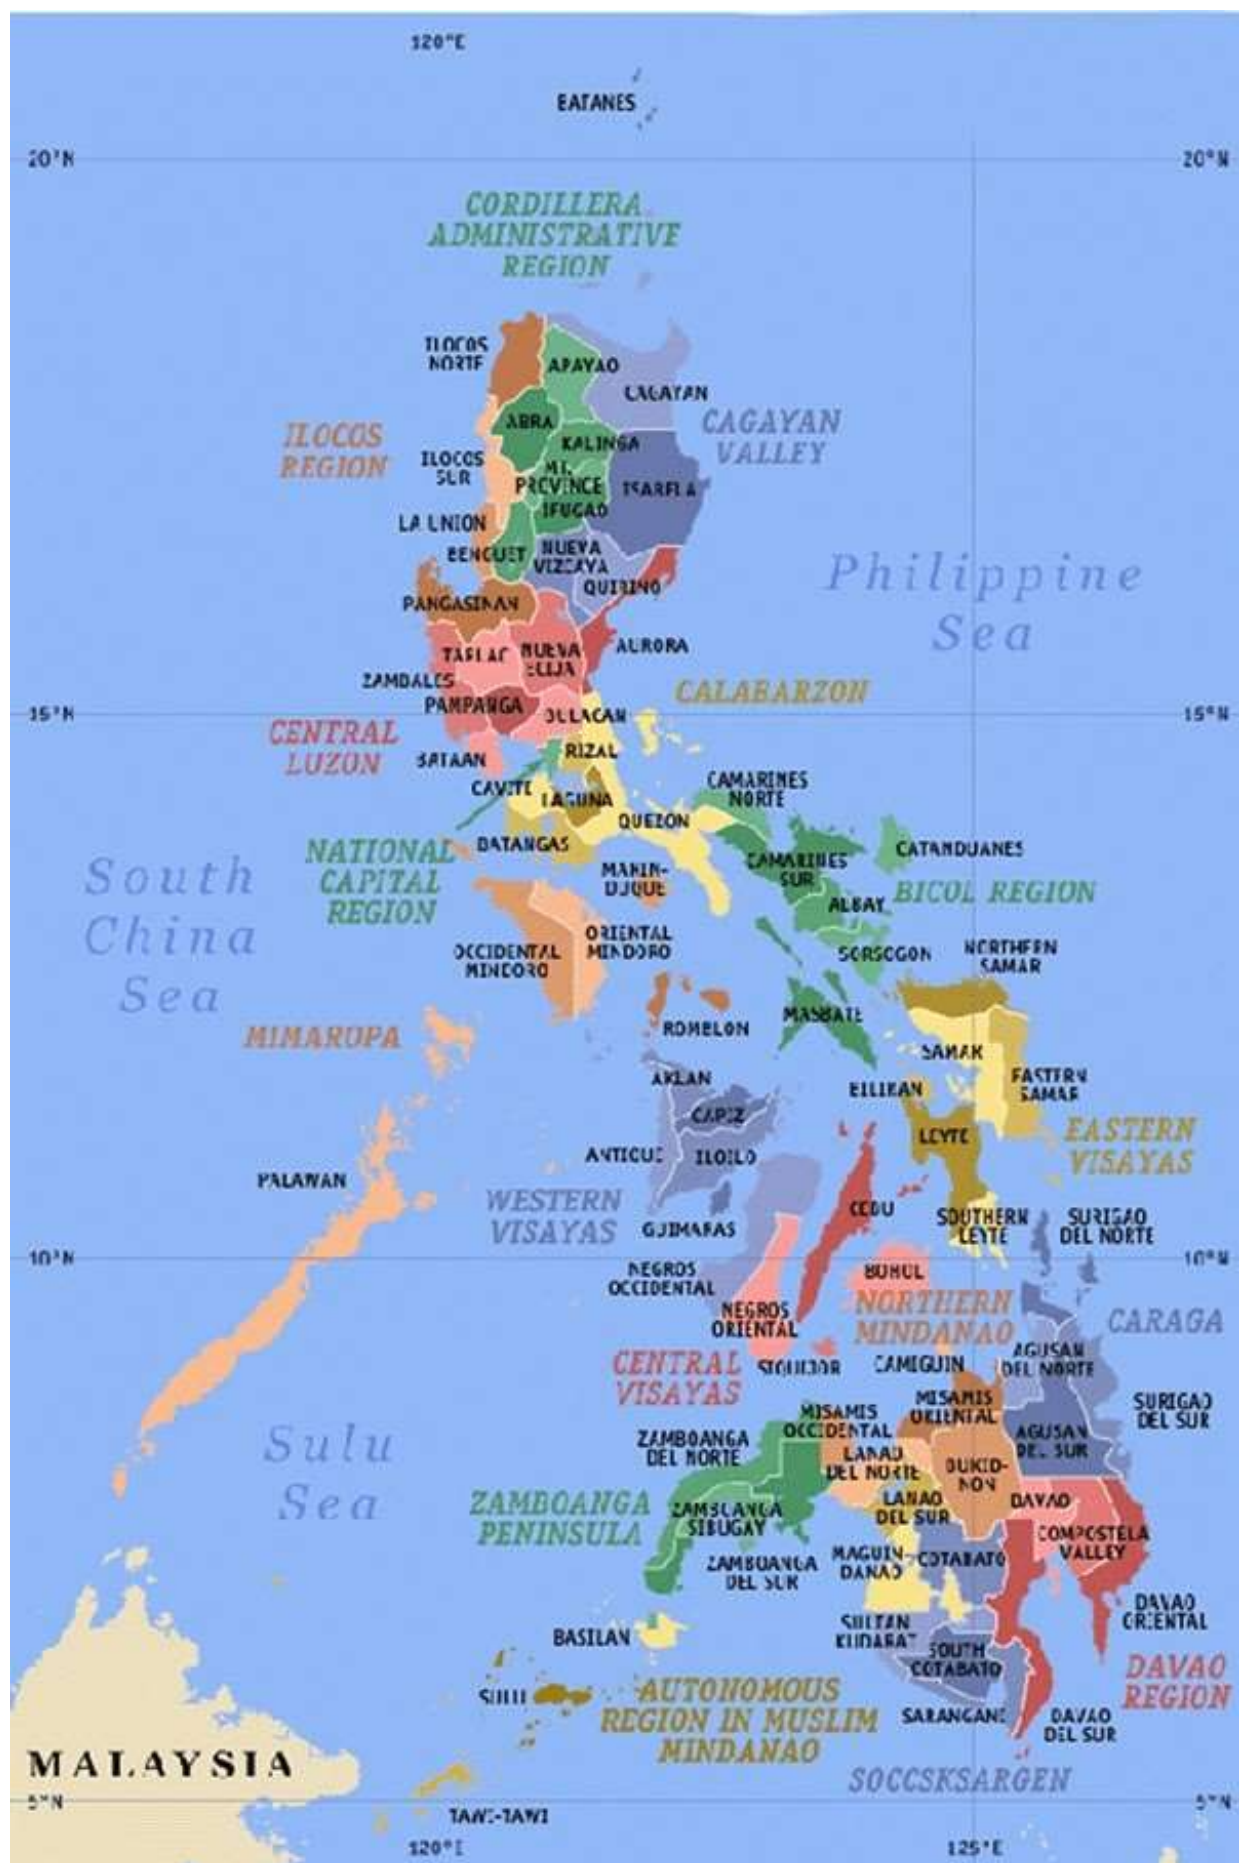 120°E
BATANES
20°N
20°N
CORDILLERA
ADMINISTRATIVE
REGION
ILOCOS
NORTE
APAYAO
CAGAYAN
ABRA
CAGAYAN
VALLEY
ILOCOS
REGION
KALINGA
ILOCOS
SUR
MT.
PROVINCE
ISABELA
IFUGAO
LA UNION
BENGUET
NUEVA
VIZCAYA
QUIRINO
Philippine
Sea
PANGASINAN
AURORA
TARLAC
NUEVA
ECIJA
ZAMBALES
CALABARZON
PAMPANGA
BULACAN
15°N
15°N
CENTRAL
LUZON
BATAAN
RIZAL
CAVITE
LAGUNA
CAMARINES
NORTE
QUEZON
NATIONAL
CAPITAL
REGION
BATANGAS
CATANDUANES
CAMARINES
SUR
MARIN-
DUQUE
South
China
Sea
BICOL REGION
ALBAY
OCCIDENTAL
MINDORO
ORIENTAL
MINDORO
SORSOGON
NORTHERN
SAMAR
MIMAROPA
ROMBLON
MASBATE
SAMAR
AKLAN
BILIRAN
EASTERN
SAMAR
CAPIZ
LEYTE
EASTERN
VISAYAS
ANTIQUE
ILOILO
PALAWAN
WESTERN
VISAYAS
GUIMARAS
CEBU
SOUTHERN
LEYTE
SURIGAO
DEL NORTE
10°N
10°N
NEGROS
OCCIDENTAL
BOHOL
NORTHERN
MINDANAO
NEGROS
ORIENTAL
CARAGA
CENTRAL
VISAYAS
SIQUIJOR
CAMIGUIN
AGUSAN
DEL NORTE
MISAMIS
ORIENTAL
SURIGAO
DEL SUR
MISAMIS
OCCIDENTAL
AGUSAN
DEL SUR
Sulu
Sea
ZAMBOANGA
DEL NORTE
LANAO
DEL NORTE
BUKID-
NON
ZAMBOANGA
PENINSULA
ZAMBOANGA
SIBUGAY
LANAO
DEL SUR
DAVAO
COMPOSTELA
VALLEY
ZAMBOANGA
DEL SUR
MAGUIN-
DANAO
COTABATO
DAVAO
ORIENTAL
BASILAN
SULTAN
KUDARAT
SOUTH
COTABATO
DAVAO
REGION
SULU
AUTONOMOUS
REGION IN MUSLIM
MINDANAO
SARANGANI
DAVAO
DEL SUR
MALAYSIA
SOCCSKSARGEN
5°N
5°N
TAWI-TAWI
120°E
125°E